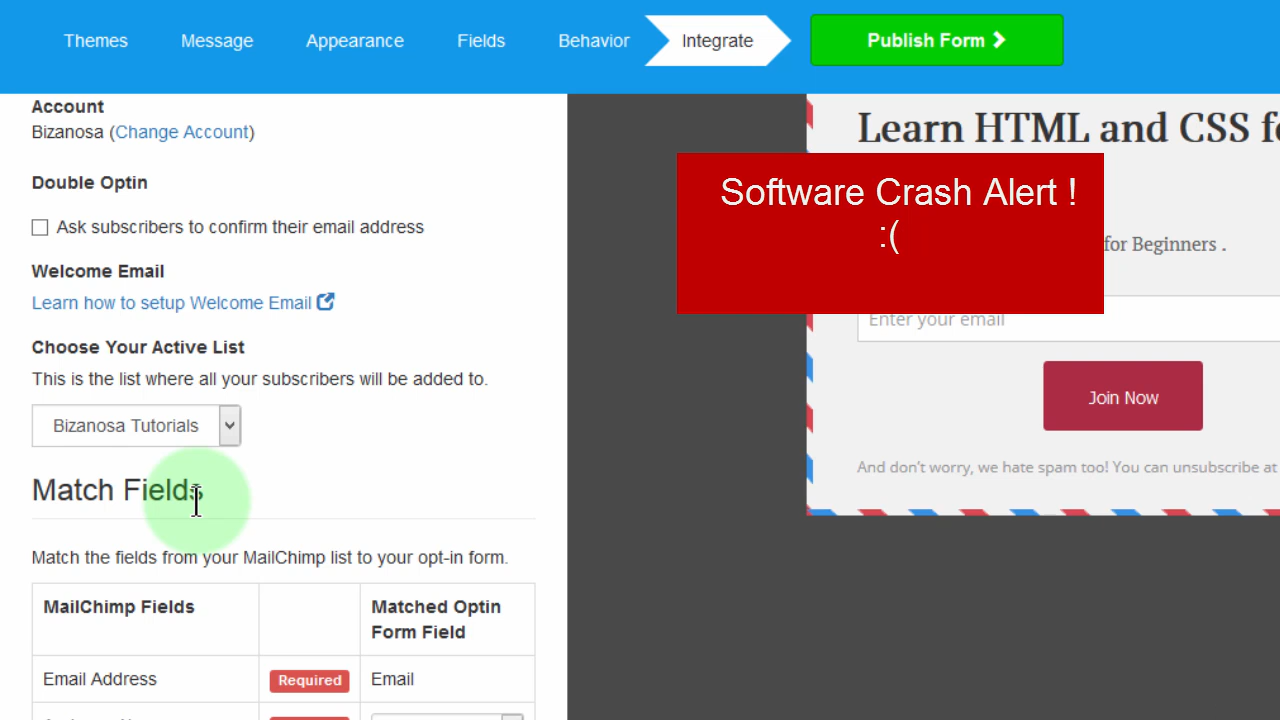 Themes Message Appearance Fields Behavior Integrate Publish Form
Account
Bizanosa (Change Account)
Double Optin
Ask subscribers to confirm their email address
Welcome Email
Learn how to setup Welcome Email
Choose Your Active List
This is the list where all your subscribers will be added to.
Bizanosa Tutorials
Match Fields
Match the fields from your MailChimp list to your opt-in form.
MailChimp Fields
Matched Optin
Form Field
Email Address Required Email
Learn HTML and CSS
Software Crash Alert !
:(
for Beginners .
Enter your email
Join Now
And don't worry, we hate spam too! You can unsubscribe at